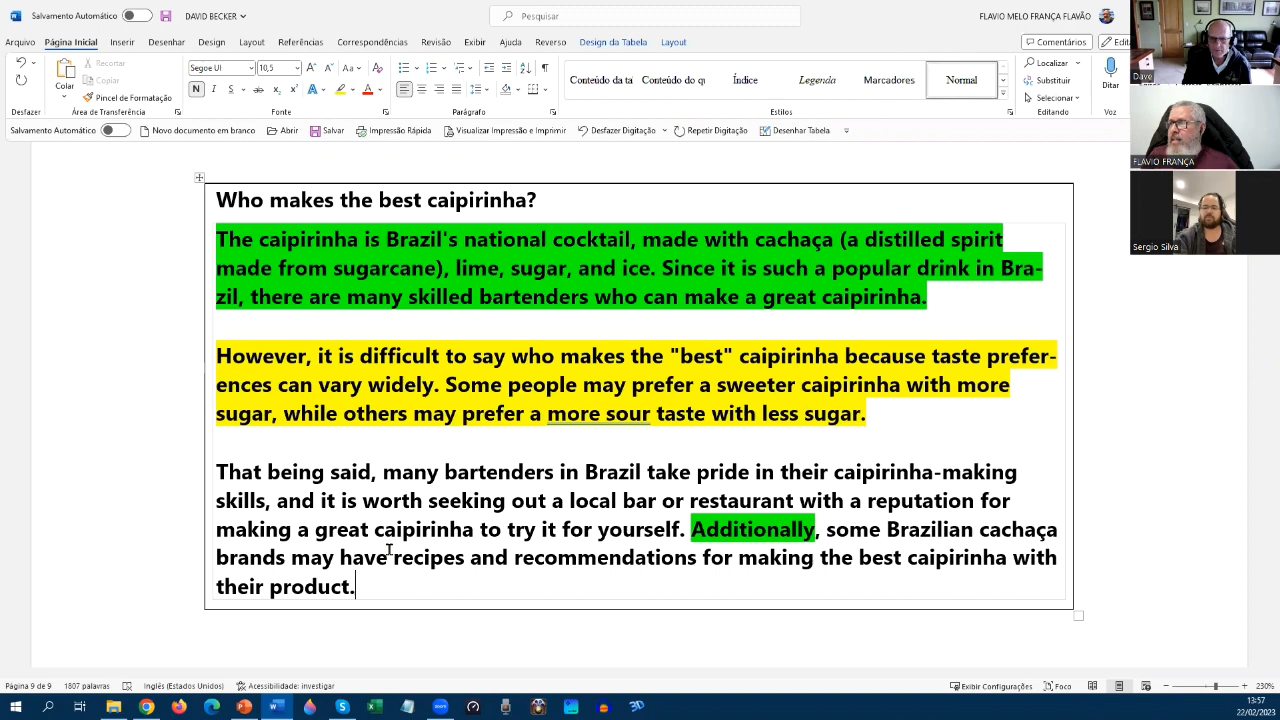 Salvamento Automático
DAVID BECKER
Pesquisar
FLAVIO MELO FRANÇA FLAVÃO
Arquivo Página Inicial Inserir Desenhar Design Layout Referências Correspondências Revisão Exibir Ajuda Diverso Design da Tabela Layout
Comentários
Colar
Recortar
Copiar
Pincel de Formatação
Segoe UI 10,5
Conteúdo da ta Conteúdo do q Índice Legenda Marcadores Normal
Localizar
Substituir
Selecionar
Ditar
Desfazer Área de Transferência Fonte Parágrafo Estilos Editando Voz
Salvamento Automático Novo documento em branco Abrir Salvar Impressão Rápida Visualizar Impressão e Imprimir Desfazer Digitação Repetir Digitação Desenhar Tabela
Dave
FLAVIO FRANÇA
Sergio Silva
Who makes the best caipirinha?
The caipirinha is Brazil's national cocktail, made with cachaça (a distilled spirit
made from sugarcane), lime, sugar, and ice. Since it is such a popular drink in Bra-
zil, there are many skilled bartenders who can make a great caipirinha.
However, it is difficult to say who makes the "best" caipirinha because taste prefer-
ences can vary widely. Some people may prefer a sweeter caipirinha with more
sugar, while others may prefer a more sour taste with less sugar.
That being said, many bartenders in Brazil take pride in their caipirinha-making
skills, and it is worth seeking out a local bar or restaurant with a reputation for
making a great caipirinha to try it for yourself. Additionally, some Brazilian cachaça
brands may have recipes and recommendations for making the best caipirinha with
their product.
Página 9 de 9 1807 palavras Inglês (Estados Unidos) Acessibilidade: investigar
Exibir Configurações Foco 230%
13:57
22/02/2023